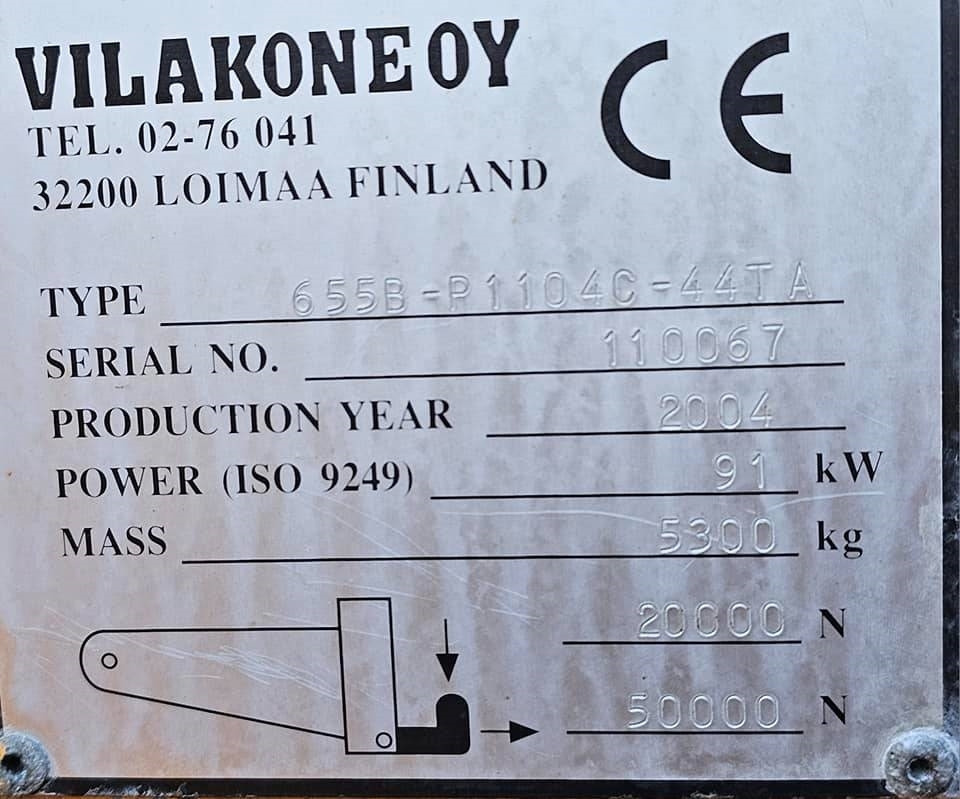 VILAKONE OY
CE
TEL. 02-76 041
32200 LOIMAA FINLAND
TYPE 655B-P1104C-44TA
SERIAL NO. 110067
PRODUCTION YEAR 2004
POWER (ISO 9249) 91 kW
MASS 5300 kg
20000 N
50000 N